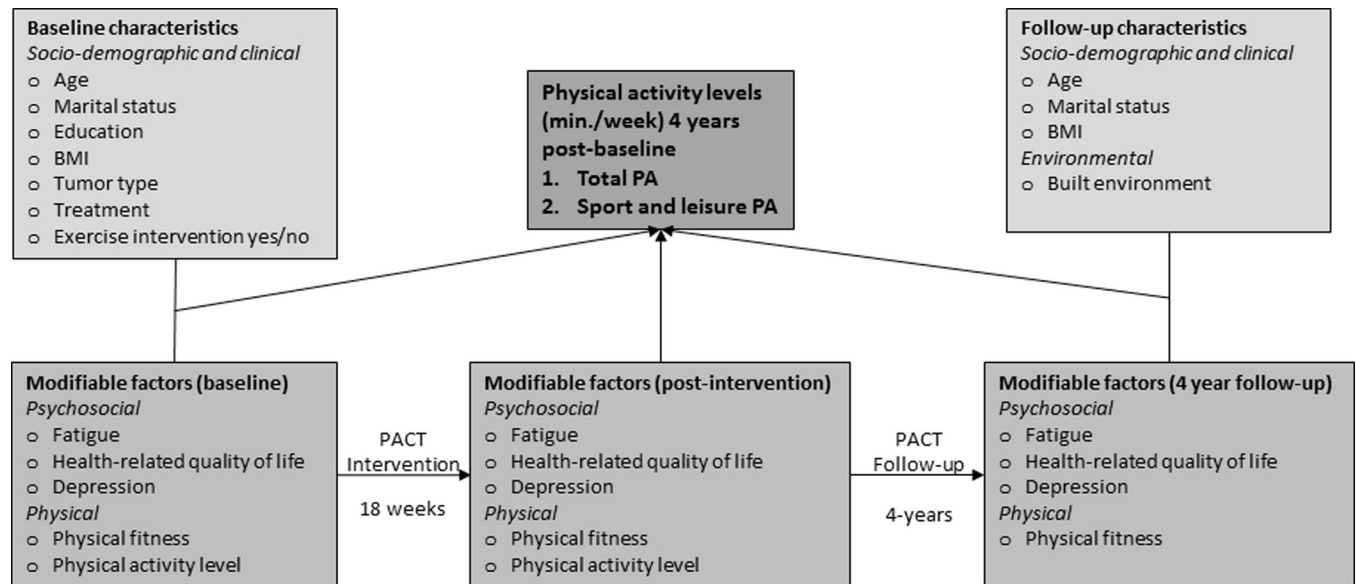 Baseline characteristics
Socio-demographic and clinical
o Age
o Marital status
o Education
o BMI
o Tumor type
o Treatment
o Exercise intervention yes/no
Physical activity levels
(min./week) 4 years
post-baseline
1. Total PA
2. Sport and leisure PA
Follow-up characteristics
Socio-demographic and clinical
o Age
o Marital status
o BMI
Environmental
o Built environment
Modifiable factors (baseline)
Psychosocial
o Fatigue
o Health-related quality of life
o Depression
Physical
o Physical fitness
o Physical activity level
PACT
Intervention
18 weeks
Modifiable factors (post-intervention)
Psychosocial
o Fatigue
o Health-related quality of life
o Depression
Physical
o Physical fitness
o Physical activity level
PACT
Follow-up
4-years
Modifiable factors (4 year follow-up)
Psychosocial
o Fatigue
o Health-related quality of life
o Depression
Physical
o Physical fitness